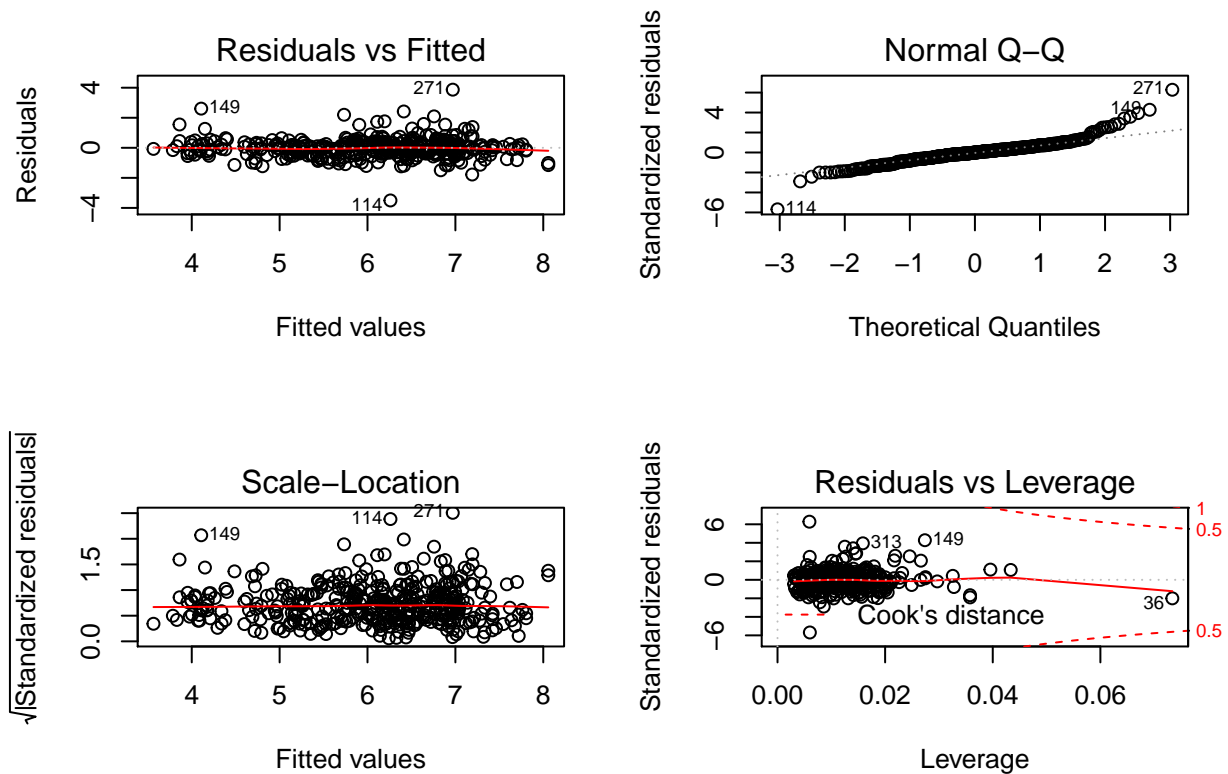 Residuals vs Fitted
Residuals
4
0
−4
149
271
114
4 5 6 7 8
Fitted values
Normal Q−Q
Standardized residuals
4
0
−6
271
149
114
−3 −2 −1 0 1 2 3
Theoretical Quantiles
Scale−Location
√|Standardized residuals|
1.5
0.0
149
114
271
4 5 6 7 8
Fitted values
Residuals vs Leverage
Standardized residuals
6
0
−6
313
149
36
Cook's distance
1
0.5
0.5
0.00 0.02 0.04 0.06
Leverage